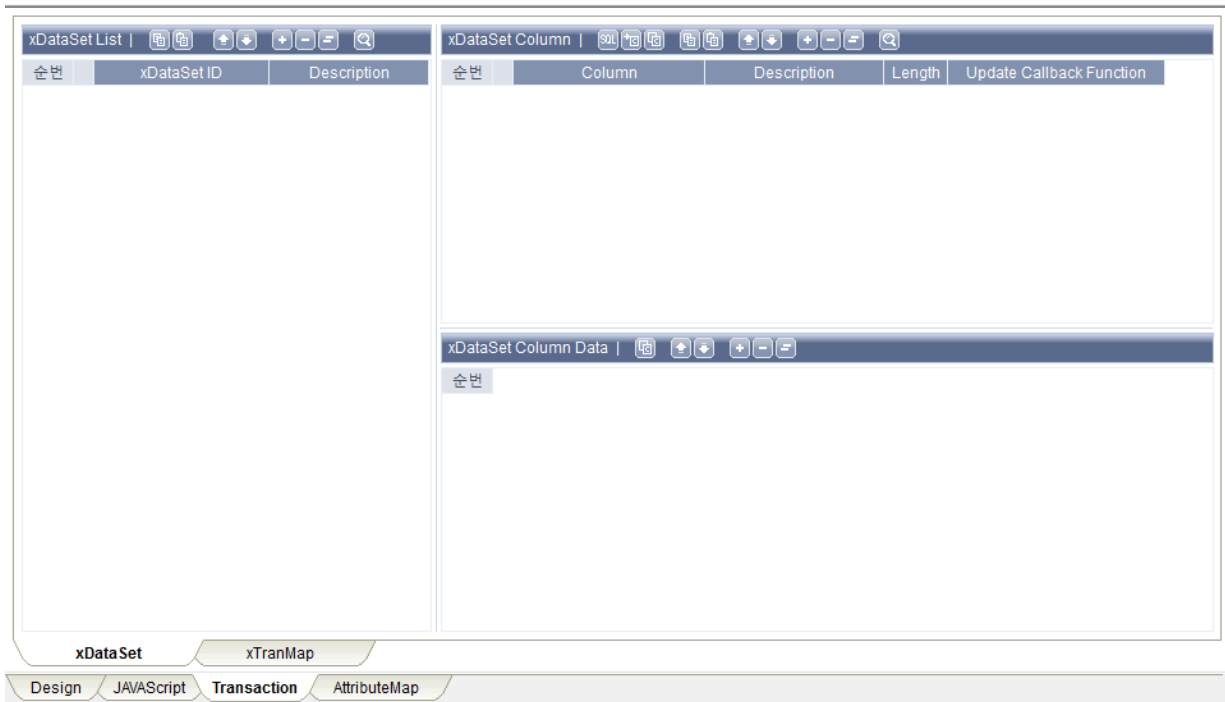 xDataSet List |
순번 xDataSet ID Description
xDataSet Column | SQL
순번 Column Description Length Update Callback Function
xDataSet Column Data |
순번
xDataSet xTranMap
Design JAVAScript Transaction AttributeMap